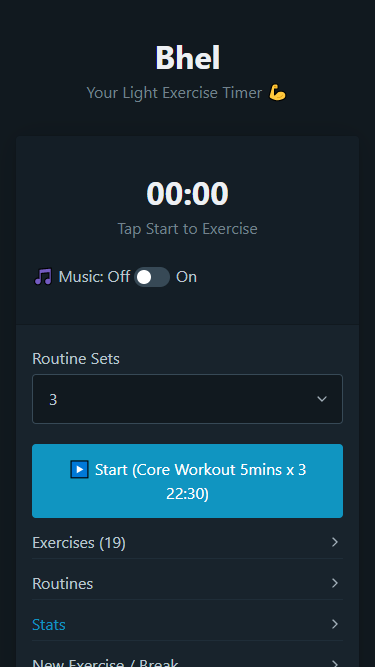 Bhel
Your Light Exercise Timer 💪
00:00
Tap Start to Exercise
🎵 Music: Off On
Routine Sets
3
▶️ Start (Core Workout 5mins x 3
22:30)
Exercises (19)
Routines
Stats
New Exercise / Break